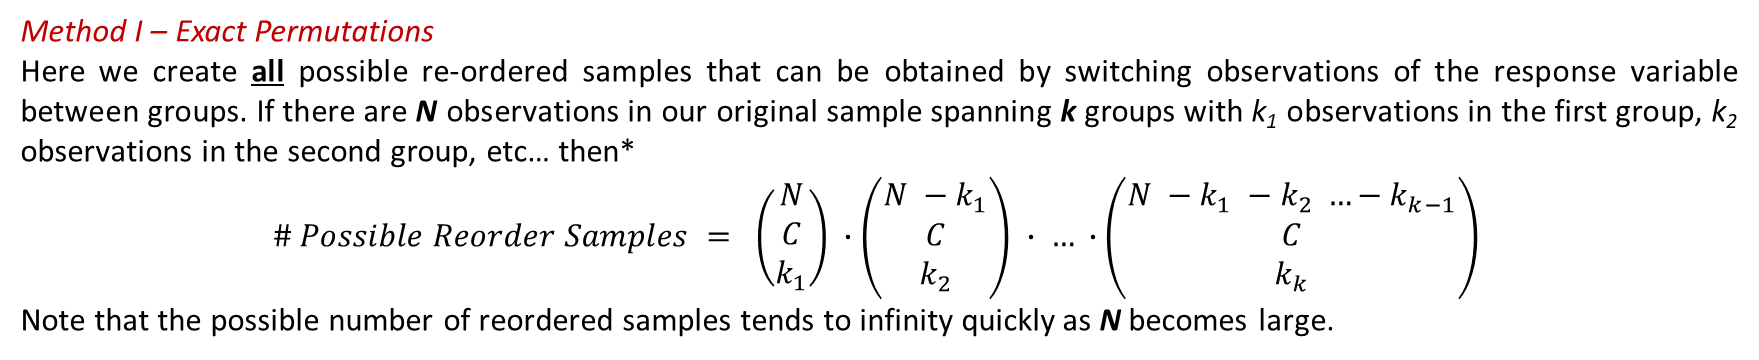 Method I – Exact Permutations
Here we create all possible re-ordered samples that can be obtained by switching observations of the response variable
between groups. If there are N observations in our original sample spanning k groups with k₁ observations in the first group, k₂
observations in the second group, etc… then*
# Possible Reorder Samples = (N C k₁) · (N − k₁ C k₂) · … · (N − k₁ − k₂ … − kₖ₋₁ C kₖ)
Note that the possible number of reordered samples tends to infinity quickly as N becomes large.